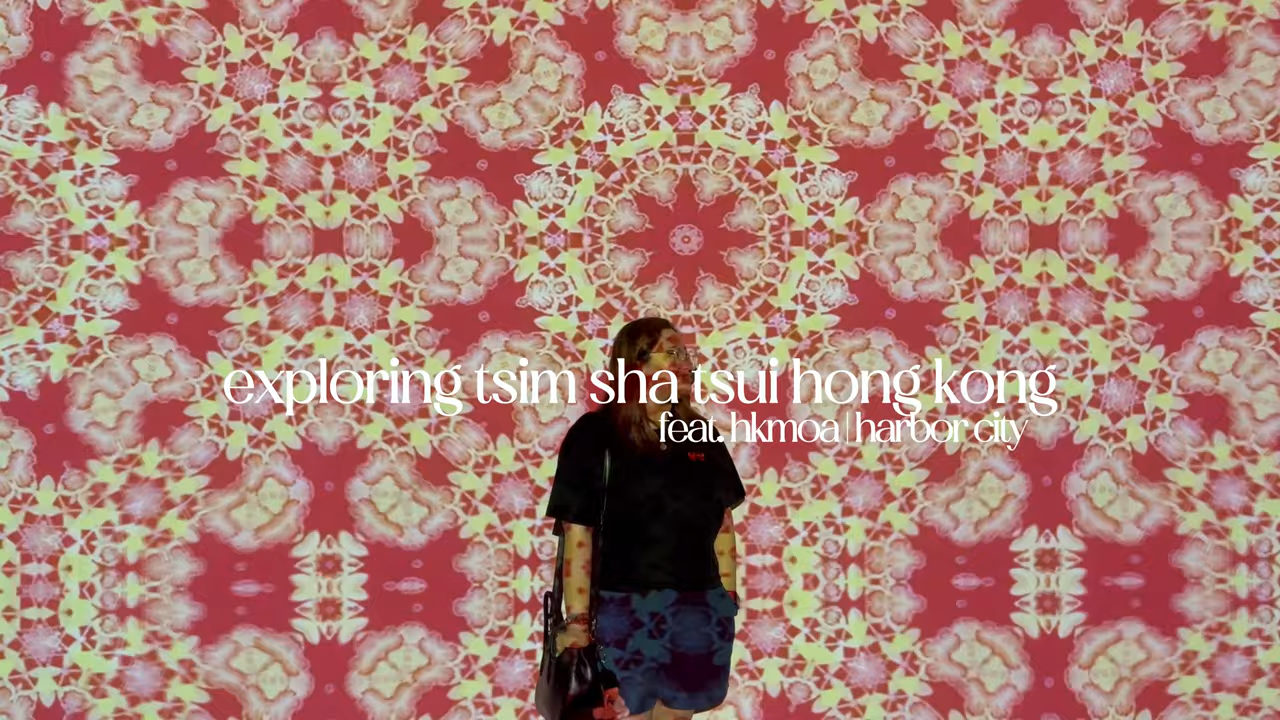 exploring tsim sha tsui hong kong
feat. hkmoa | harbor city